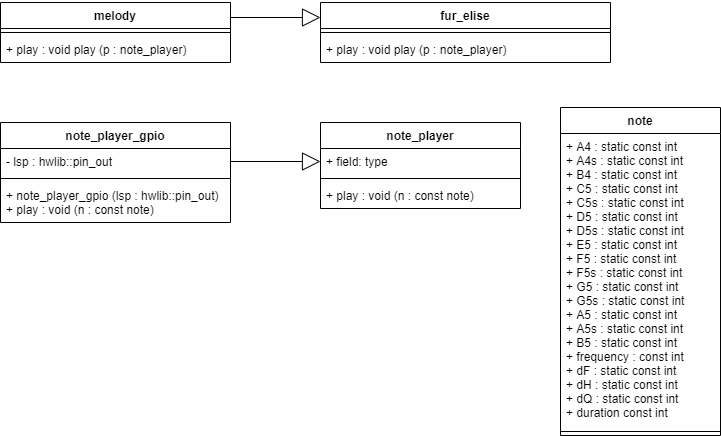 melody
+ play : void play (p : note_player)
fur_elise
+ play : void play (p : note_player)
note_player_gpio
- lsp : hwlib::pin_out
+ note_player_gpio (lsp : hwlib::pin_out)
+ play : void (n : const note)
note_player
+ field: type
+ play : void (n : const note)
note
+ A4 : static const int
+ A4s : static const int
+ B4 : static const int
+ C5 : static const int
+ C5s : static const int
+ D5 : static const int
+ D5s : static const int
+ E5 : static const int
+ F5 : static const int
+ F5s : static const int
+ G5 : static const int
+ G5s : static const int
+ A5 : static const int
+ A5s : static const int
+ B5 : static const int
+ frequency : const int
+ dF : static const int
+ dH : static const int
+ dQ : static const int
+ duration const int